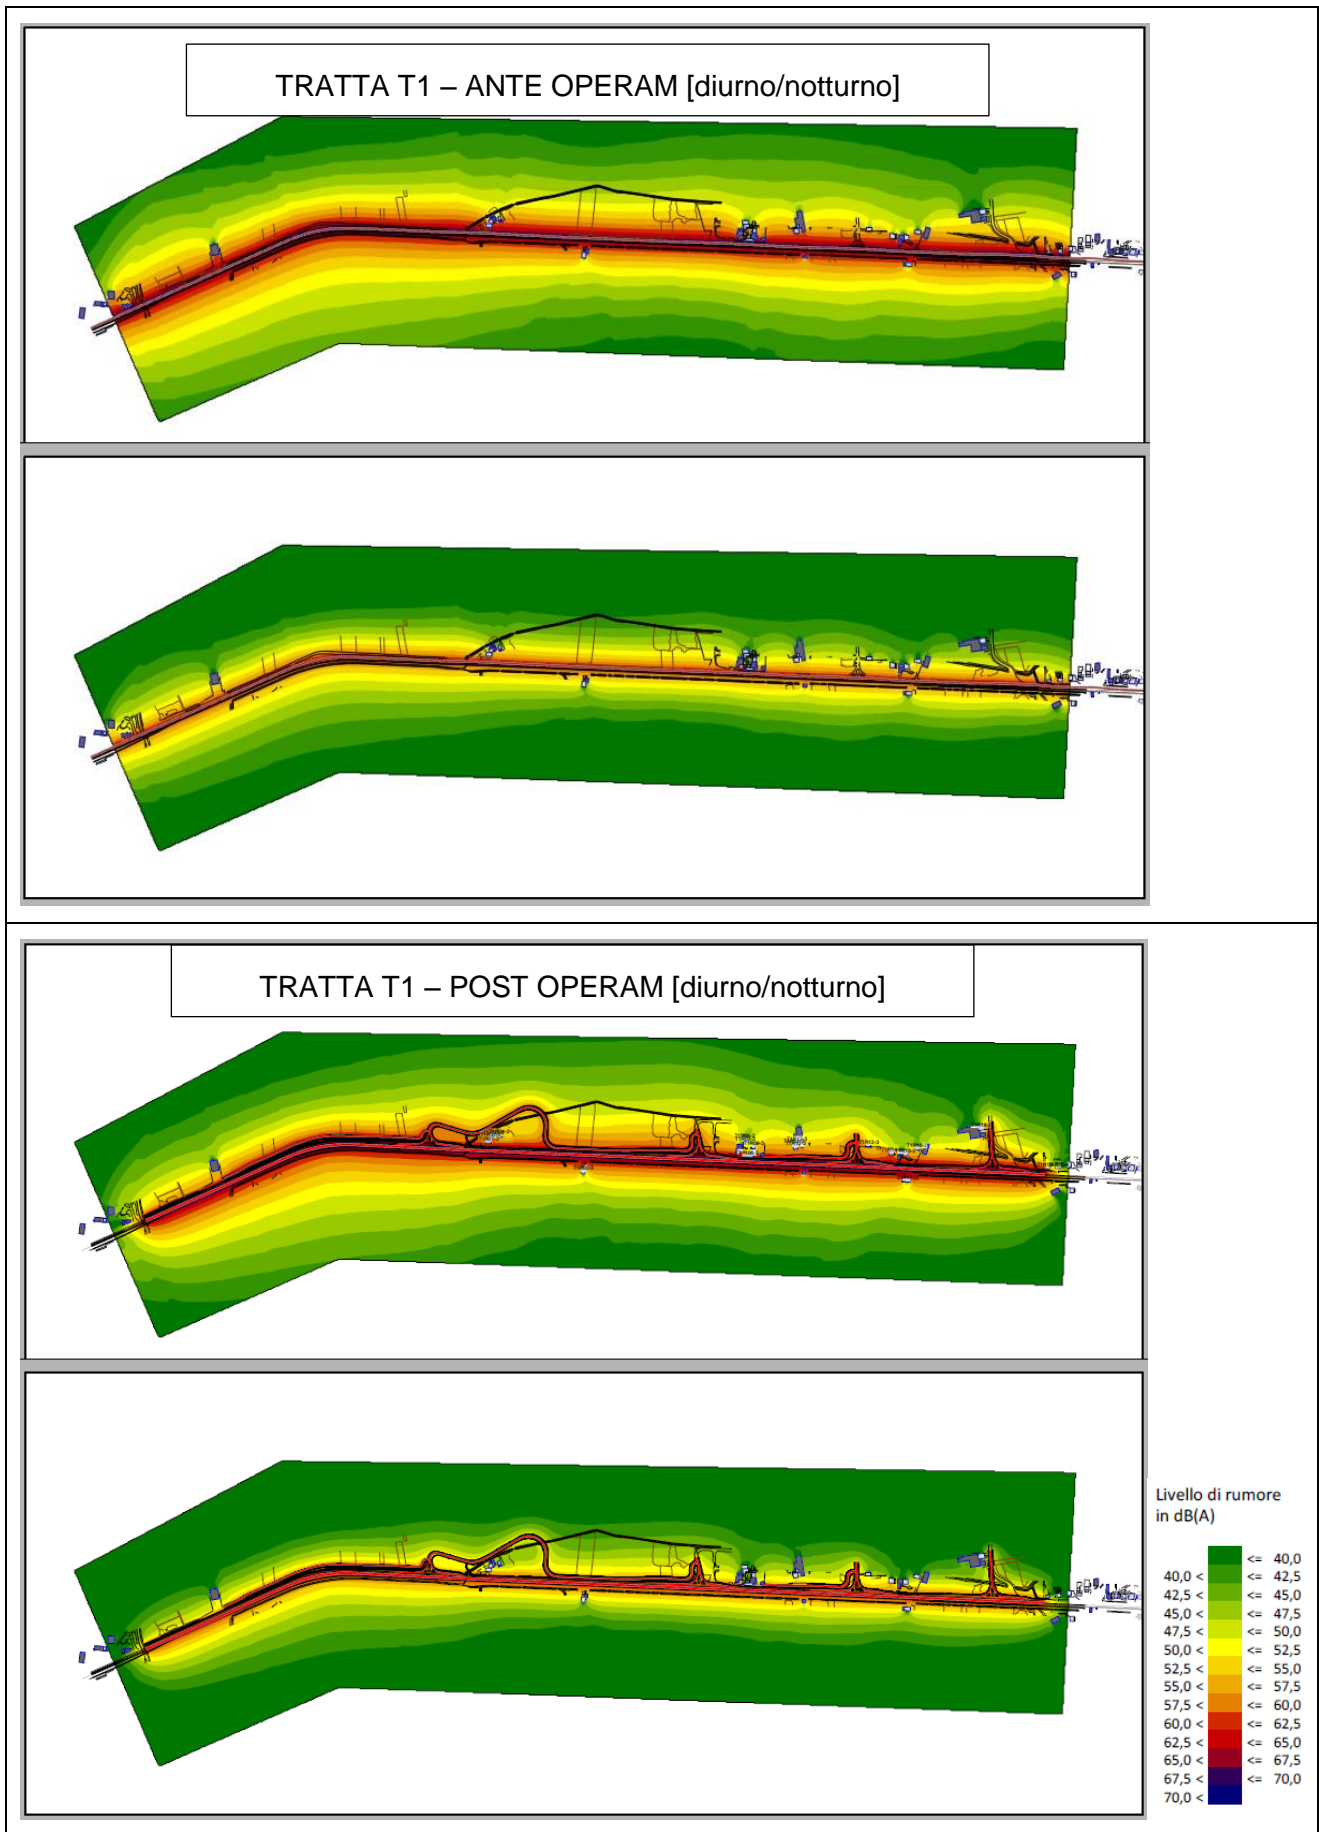 TRATTA T1 – ANTE OPERAM [diurno/notturno]
TRATTA T1 – POST OPERAM [diurno/notturno]
Livello di rumore
in dB(A)
<= 40,0
40,0 < <= 42,5
42,5 < <= 45,0
45,0 < <= 47,5
47,5 < <= 50,0
50,0 < <= 52,5
52,5 < <= 55,0
55,0 < <= 57,5
57,5 < <= 60,0
60,0 < <= 62,5
62,5 < <= 65,0
65,0 < <= 67,5
67,5 < <= 70,0
70,0 <